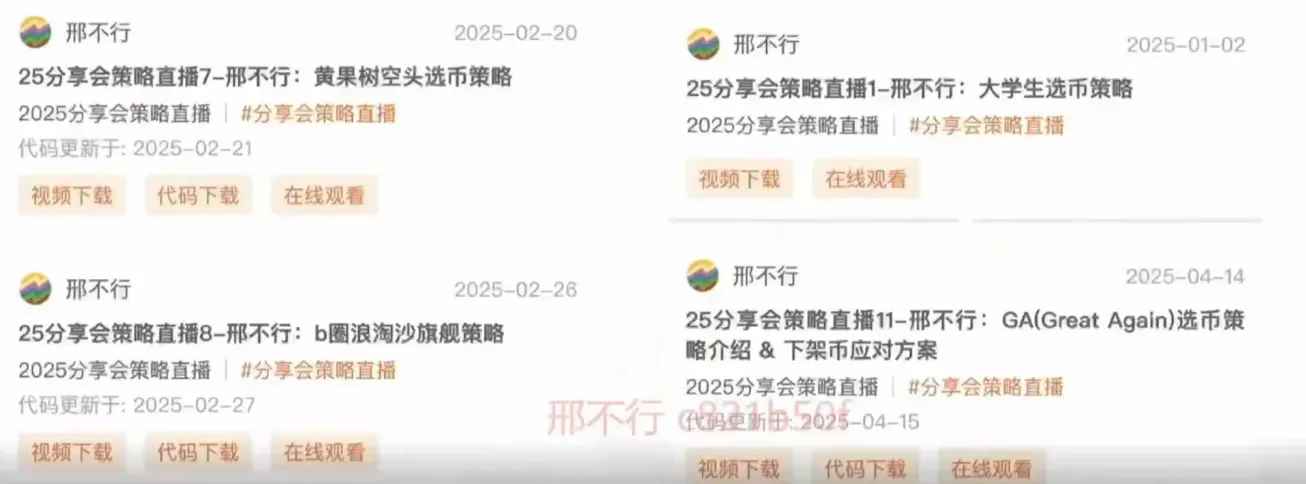 邢不行
2025-02-20
25分享会策略直播7-邢不行：黄果树空头选币策略
2025分享会策略直播 | #分享会策略直播
代码更新于: 2025-02-21
视频下载 代码下载 在线观看
邢不行
2025-02-26
25分享会策略直播8-邢不行：b圈浪淘沙旗舰策略
2025分享会策略直播 | #分享会策略直播
代码更新于: 2025-02-27
视频下载 代码下载 在线观看
邢不行
2025-01-02
25分享会策略直播1-邢不行：大学生选币策略
2025分享会策略直播 | #分享会策略直播
视频下载 在线观看
邢不行
2025-04-14
25分享会策略直播11-邢不行：GA(Great Again)选币策
略介绍 & 下架币应对方案
2025分享会策略直播 | #分享会策略直播
代码更新于: 2025-04-15
视频下载 代码下载 在线观看
邢不行 c821b50f